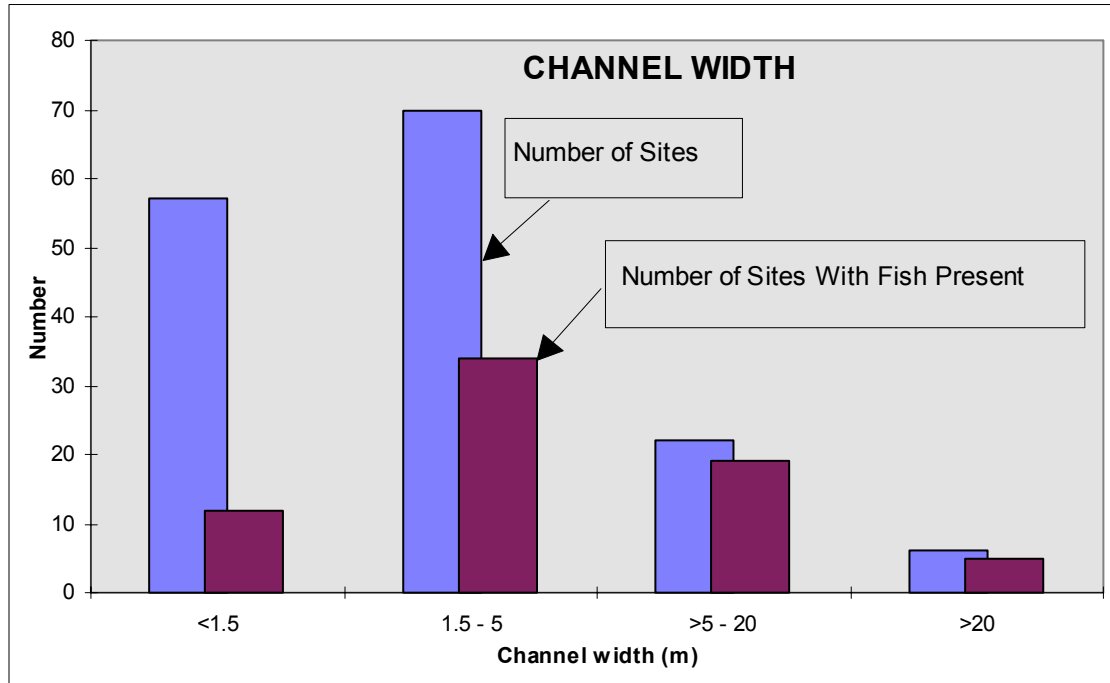 CHANNEL WIDTH
80
70
60
50
40
30
20
10
0
Number
Number of Sites
Number of Sites With Fish Present
<1.5
1.5 - 5
>5 - 20
>20
Channel width (m)